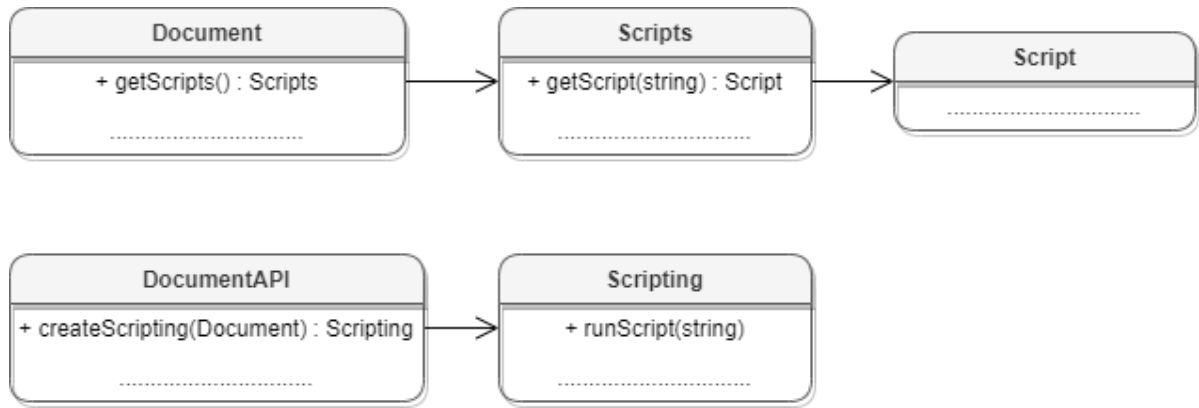 Document
+ getScripts() : Scripts
Scripts
+ getScript(string) : Script
Script
DocumentAPI
+ createScripting(Document) : Scripting
Scripting
+ runScript(string)